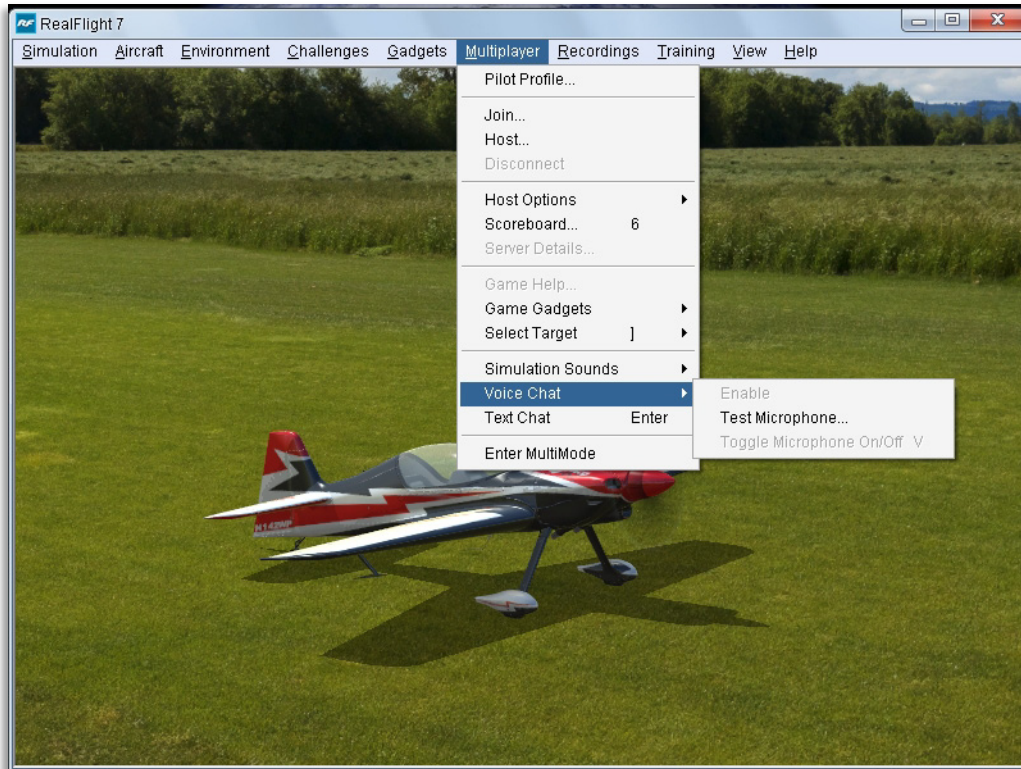 RF RealFlight 7
Simulation Aircraft Environment Challenges Gadgets Multiplayer Recordings Training View Help
Pilot Profile...
Join...
Host...
Disconnect
Host Options
Scoreboard... 6
Server Details...
Game Help...
Game Gadgets
Select Target ]
Simulation Sounds
Voice Chat
Enable
Text Chat Enter
Test Microphone...
Toggle Microphone On/Off V
Enter MultiMode
N142WP